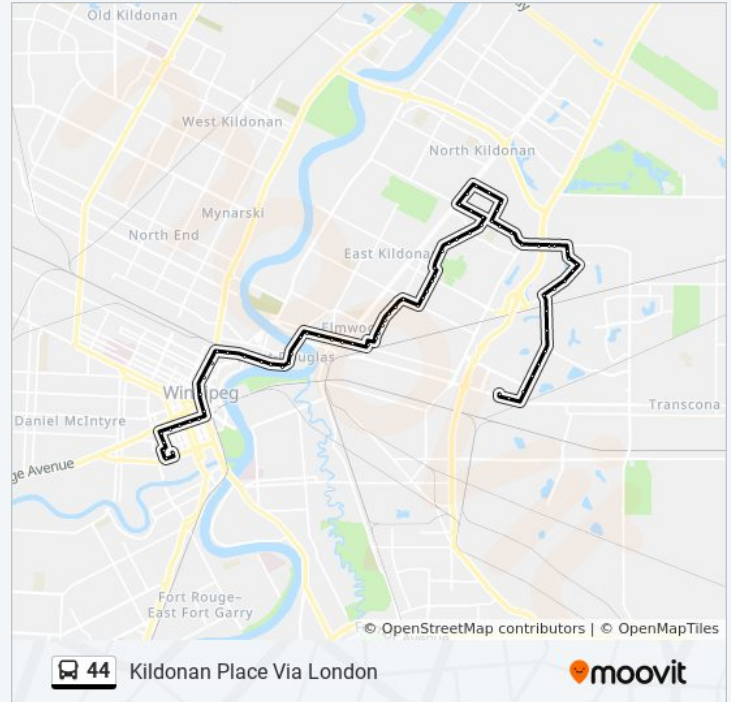 Old Kildonan
West Kildonan
North Kildonan
Mynarski
North End
East Kildona
Elmwoo
Douglas
Winnipeg
Daniel McIntyre
Transcona
ge Avenue
Fort Rouge–
East Fort Garry
© OpenStreetMap contributors | © OpenMapTiles
44 Kildonan Place Via London moovit